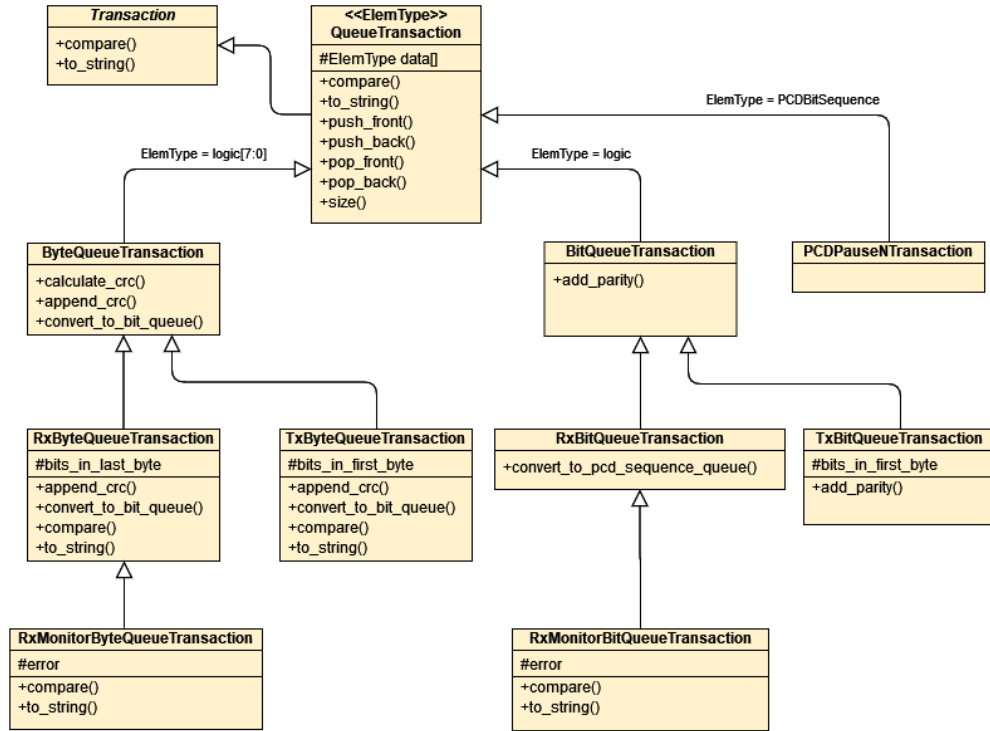 Transaction
+compare()
+to_string()
<<ElemType>>
QueueTransaction
#ElemType data[]
+compare()
+to_string()
+push_front()
+push_back()
+pop_front()
+pop_back()
+size()
ElemType = PCDBitSequence
ElemType = logic[7:0]
ElemType = logic
ByteQueueTransaction
+calculate_crc()
+append_crc()
+convert_to_bit_queue()
BitQueueTransaction
+add_parity()
PCDPauseNTransaction
RxByteQueueTransaction
#bits_in_last_byte
+append_crc()
+convert_to_bit_queue()
+compare()
+to_string()
TxByteQueueTransaction
#bits_in_first_byte
+append_crc()
+convert_to_bit_queue()
+compare()
+to_string()
RxBitQueueTransaction
+convert_to_pcd_sequence_queue()
TxBitQueueTransaction
#bits_in_first_byte
+add_parity()
RxMonitorByteQueueTransaction
#error
+compare()
+to_string()
RxMonitorBitQueueTransaction
#error
+compare()
+to_string()